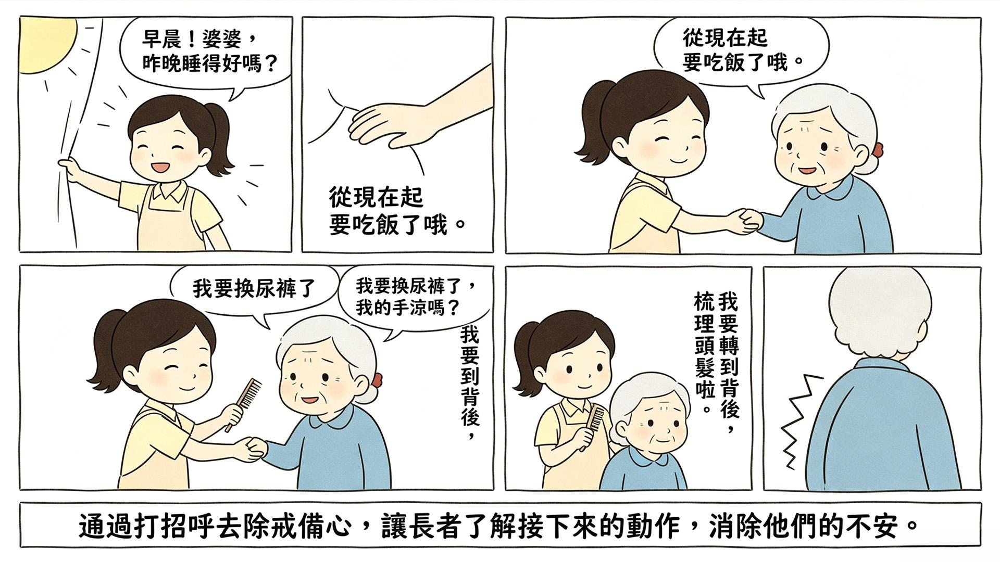 早晨！婆婆，
昨晚睡得好嗎？
從現在起
要吃飯了哦。
從現在起
要吃飯了哦。
我要换尿裤了
我要换尿裤了，
我的手涼嗎？
我要到背後，
我要轉到背後，
梳理頭髮啦。
通過打招呼去除戒備心，讓長者了解接下來的動作，消除他們的不安。